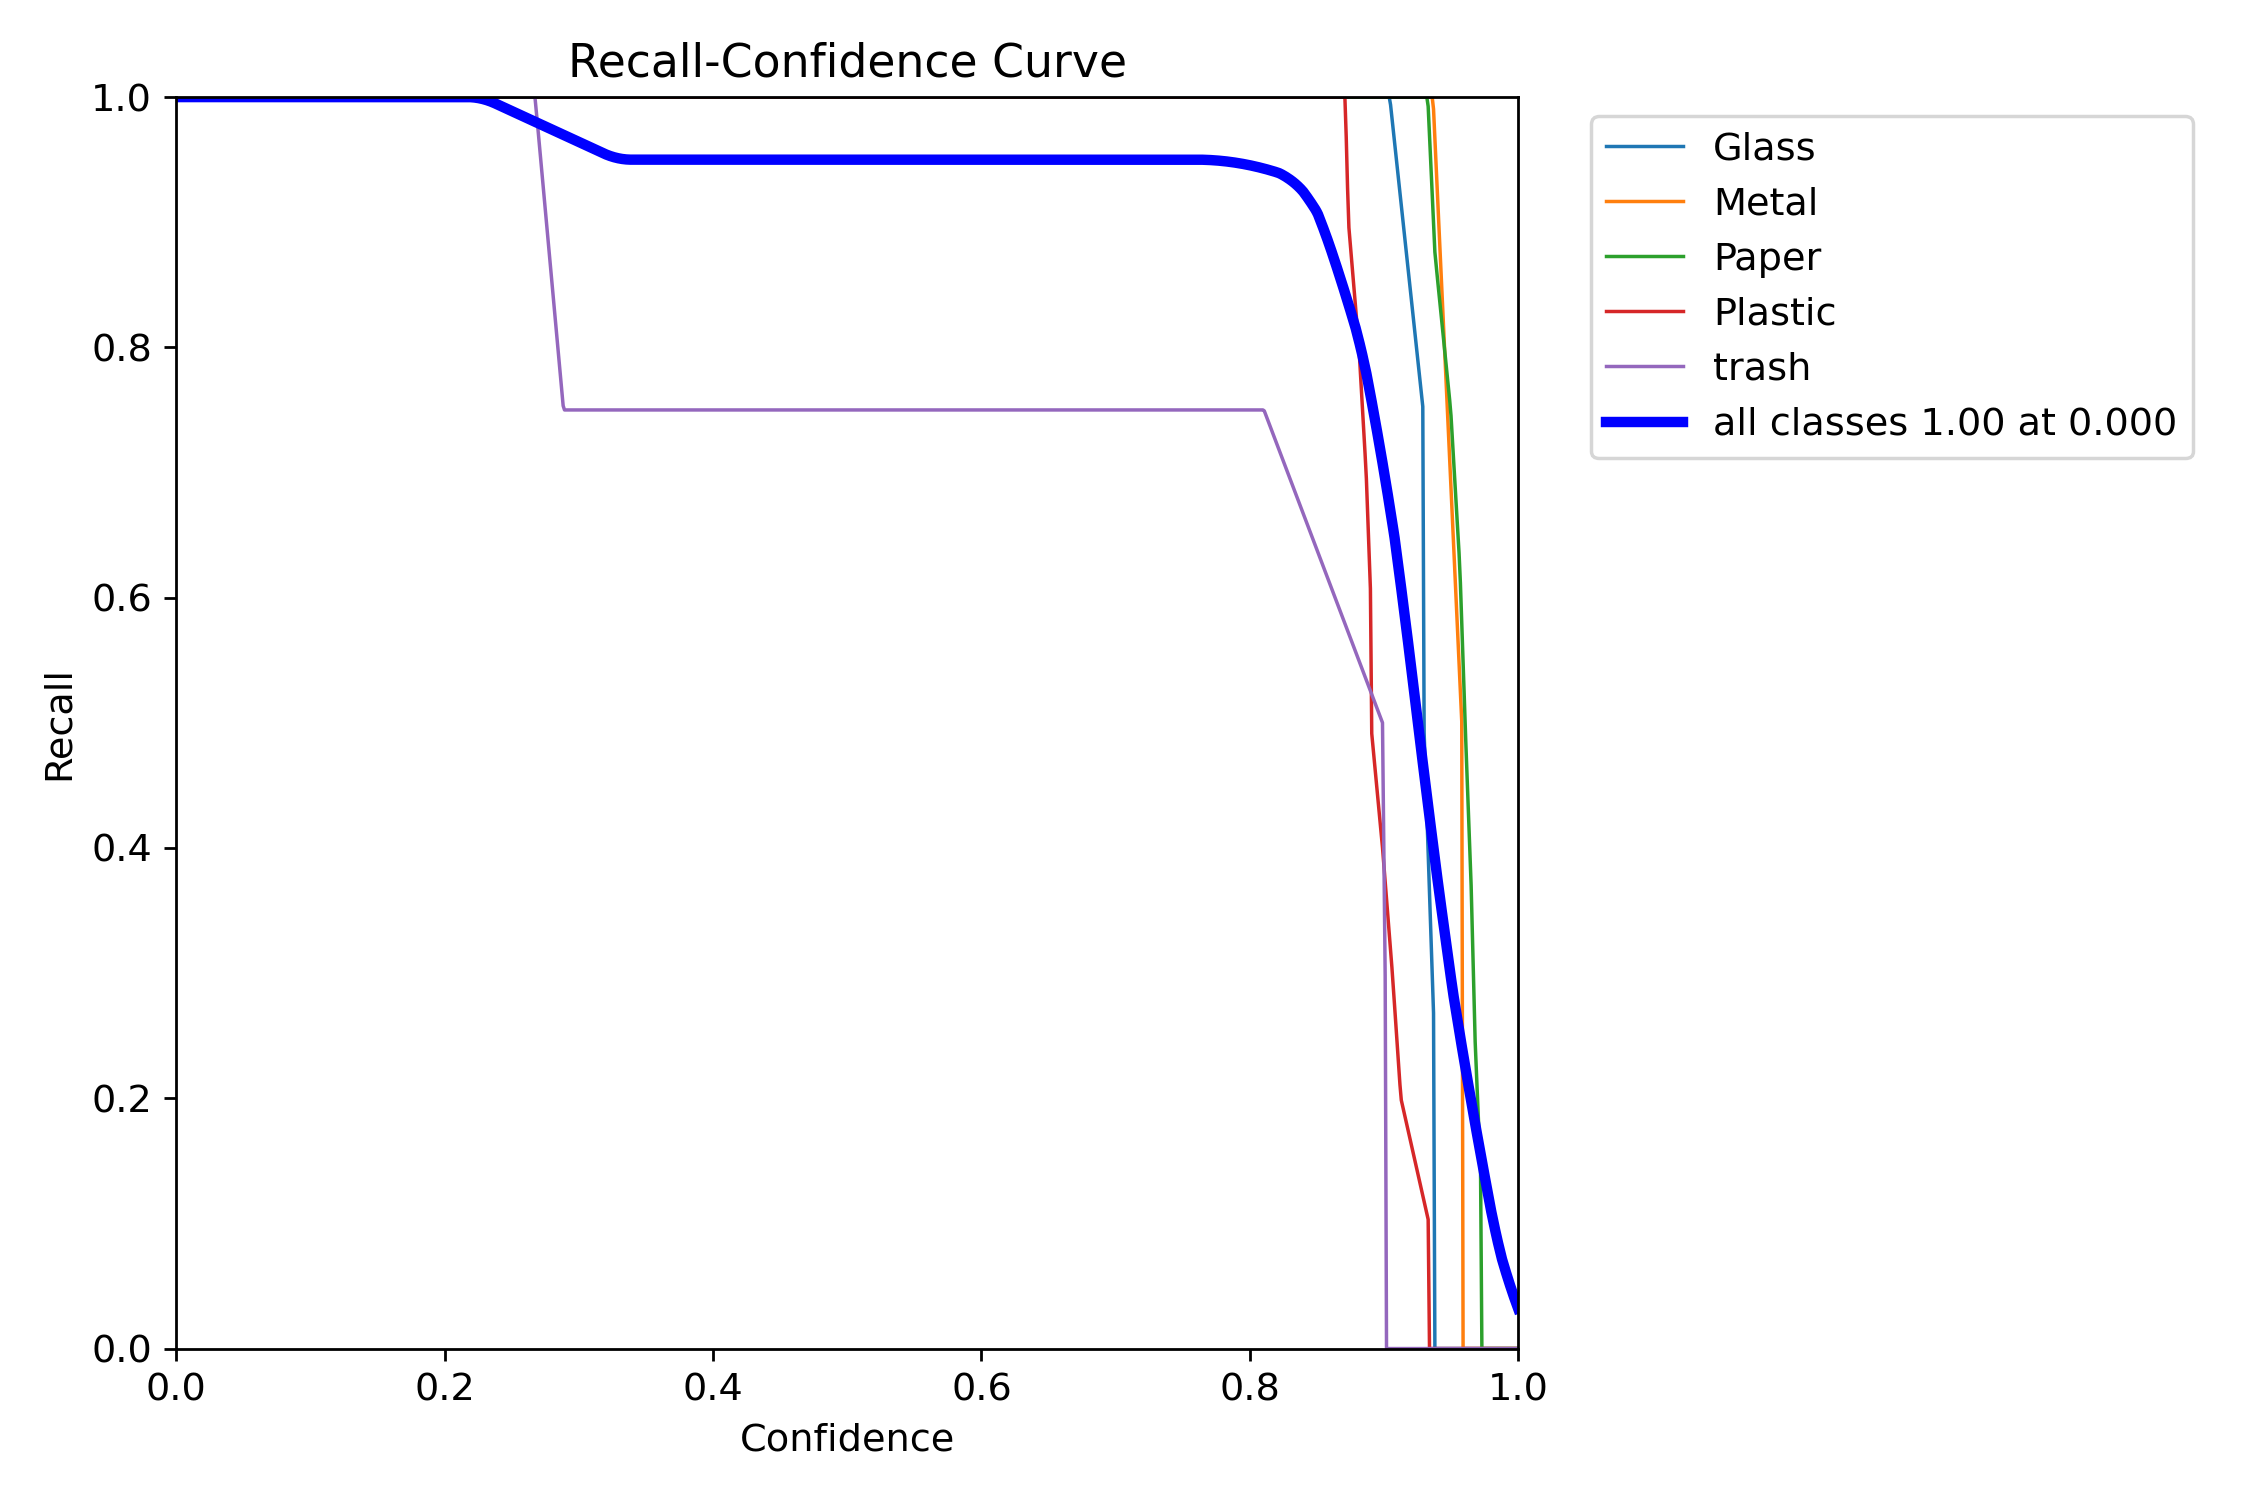 Recall-Confidence Curve
1.0
0.8
0.6
0.4
0.2
0.0
Recall
0.0 0.2 0.4 0.6 0.8 1.0
Confidence
Glass
Metal
Paper
Plastic
trash
all classes 1.00 at 0.000